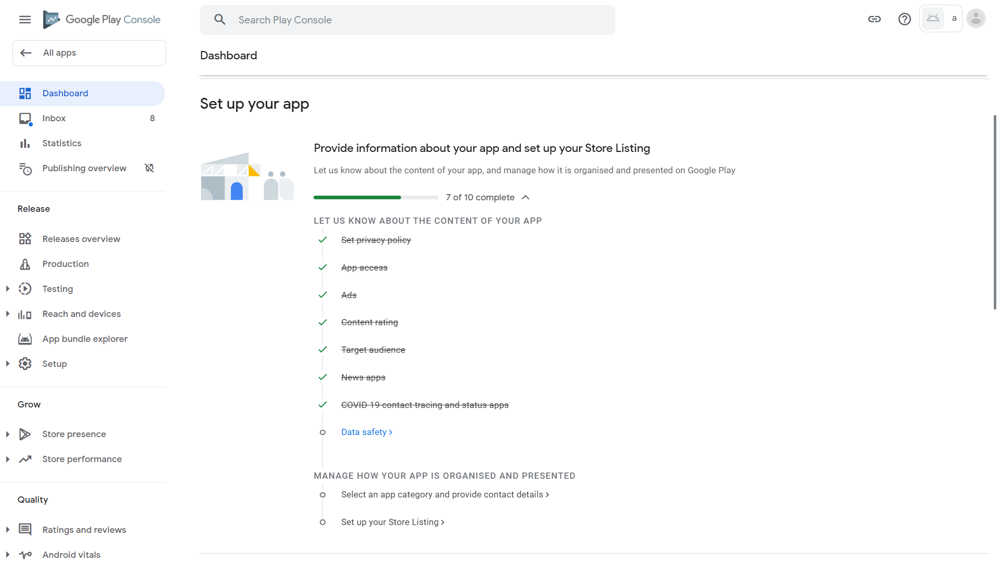 Google Play Console
Search Play Console
a
All apps
Dashboard
Dashboard
Inbox 8
Statistics
Publishing overview
Release
Releases overview
Production
Testing
Reach and devices
App bundle explorer
Setup
Grow
Store presence
Store performance
Quality
Ratings and reviews
Android vitals
Set up your app
Provide information about your app and set up your Store Listing
Let us know about the content of your app, and manage how it is organised and presented on Google Play
7 of 10 complete
LET US KNOW ABOUT THE CONTENT OF YOUR APP
Set privacy policy
App access
Ads
Content rating
Target audience
News apps
COVID-19 contact tracing and status apps
Data safety
MANAGE HOW YOUR APP IS ORGANISED AND PRESENTED
Select an app category and provide contact details
Set up your Store Listing